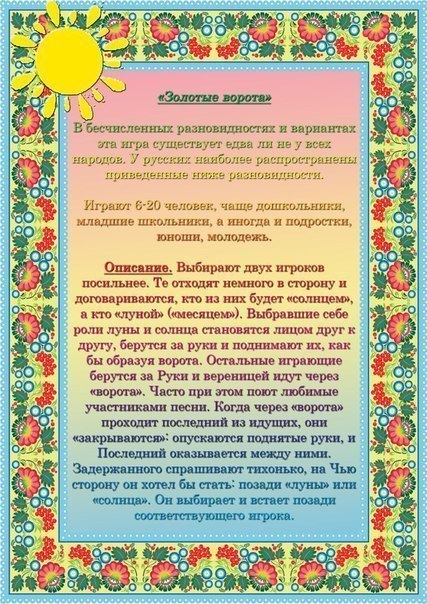 «Золотые ворота»
В бесчисленных разновидностях и вариантах
эта игра существует едва ли не у всех
народов. У русских наиболее распространены
приведенные ниже разновидности.
Играют 6-20 человек, чаще дошкольники,
младшие школьники, а иногда и подростки,
юноши, молодежь.
Описание. Выбирают двух игроков
посильнее. Те отходят немного в сторону и
договариваются, кто из них будет «солнцем»,
а кто «луной» («месяцем»). Выбравшие себе
роли луны и солнца становятся лицом друг к
другу, берутся за руки и поднимают их, как
бы образуя ворота. Остальные играющие
берутся за Руки и вереницей идут через
«ворота». Часто при этом поют любимые
участниками песни. Когда через «ворота»
проходит последний из идущих, они
«закрываются»: опускаются поднятые руки, и
Последний оказывается между ними.
Задержанного спрашивают тихонько, на Чью
сторону он хотел бы стать: позади «луны» или
«солнца». Он выбирает и встает позади
соответствующего игрока.